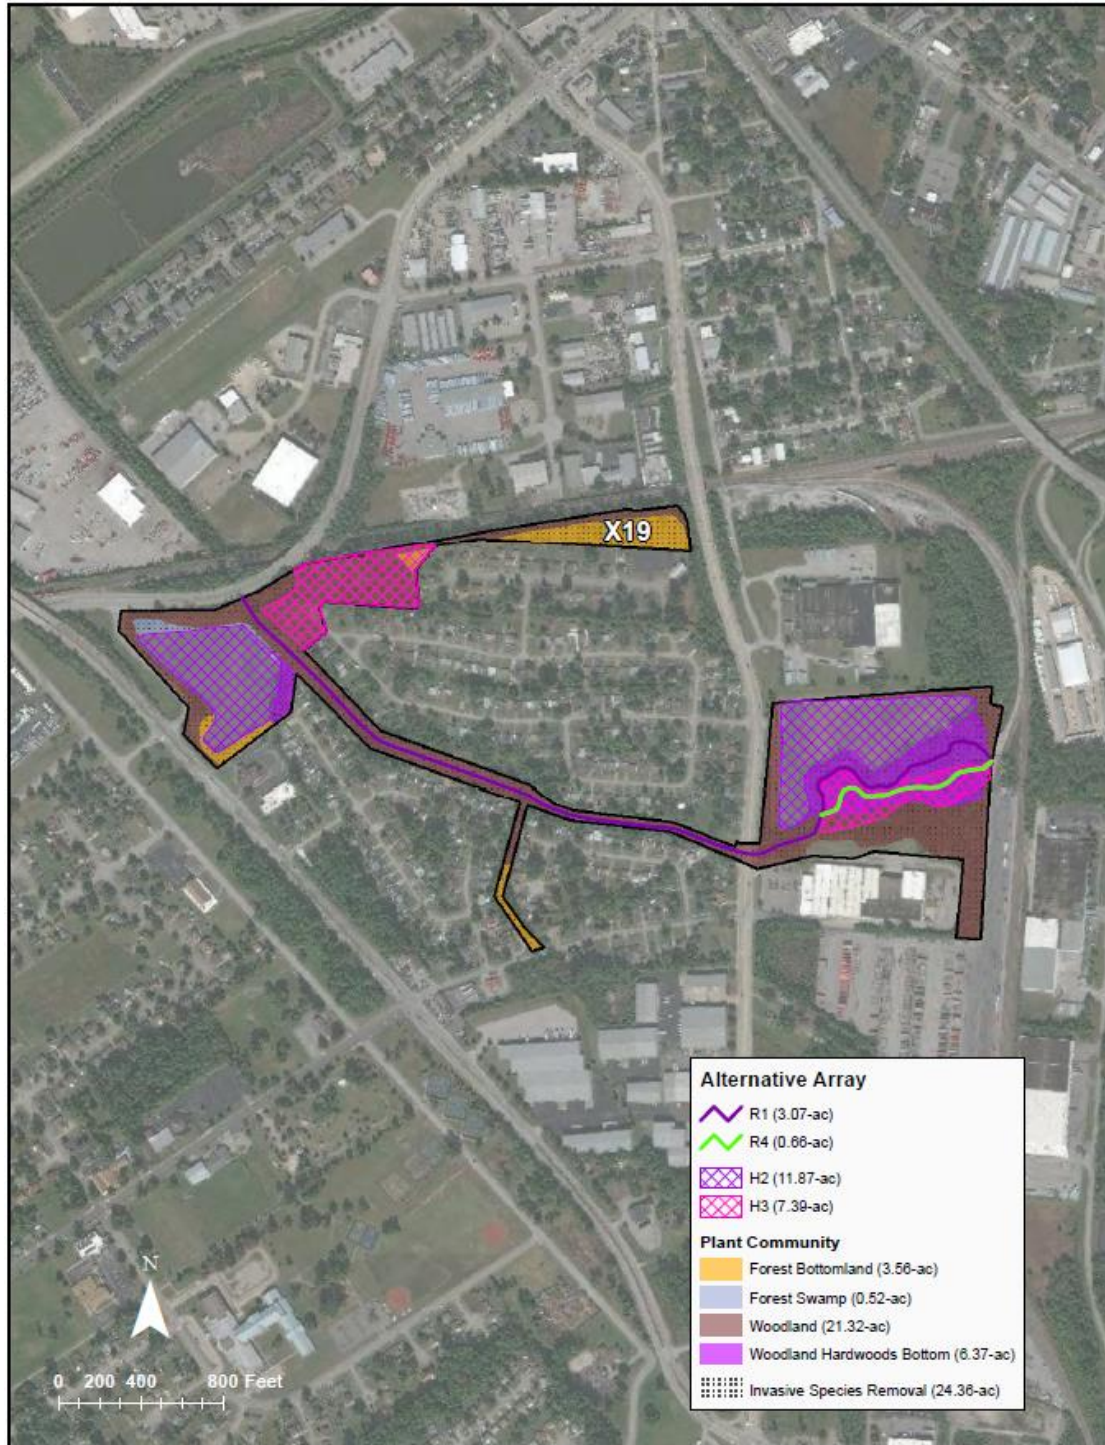 X19
Alternative Array
R1 (3.07-ac)
R4 (0.66-ac)
H2 (11.87-ac)
H3 (7.39-ac)
Plant Community
Forest Bottomland (3.56-ac)
Forest Swamp (0.52-ac)
Woodland (21.32-ac)
Woodland Hardwoods Bottom (6.37-ac)
Invasive Species Removal (24.36-ac)
N
0 200 400 800 Feet